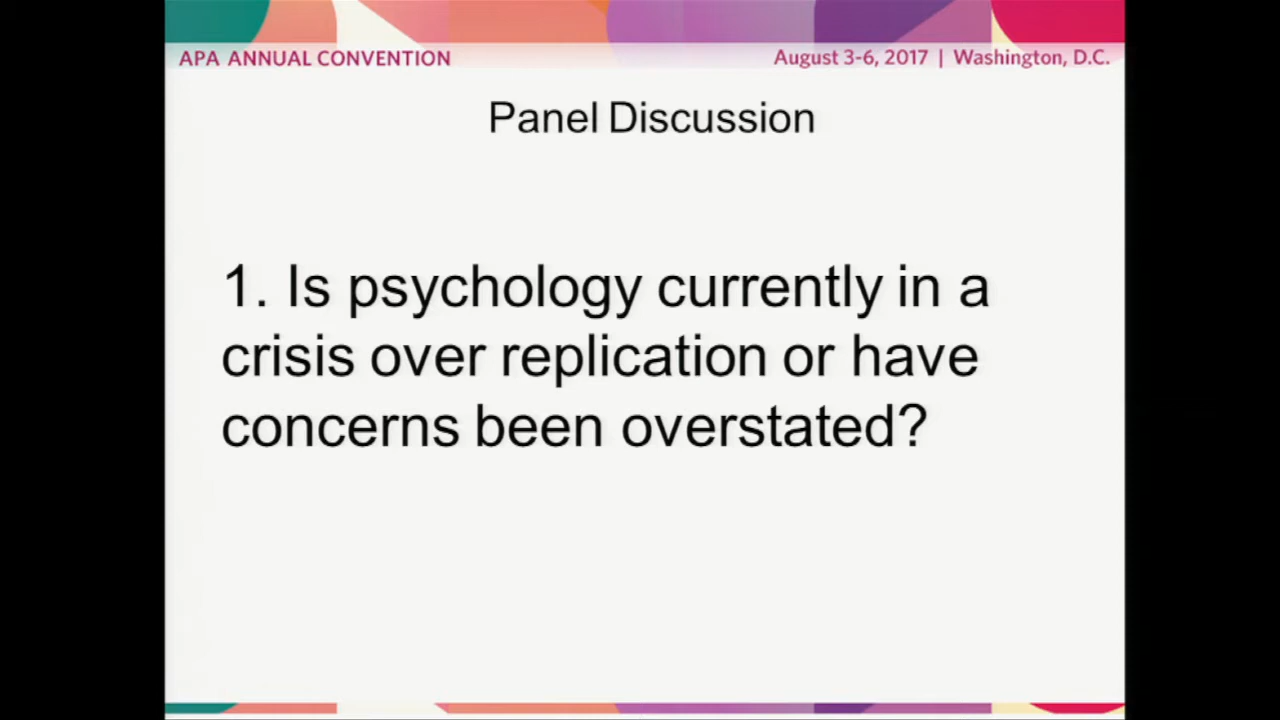 APA ANNUAL CONVENTION
August 3-6, 2017 | Washington, D.C.
Panel Discussion
1. Is psychology currently in a
crisis over replication or have
concerns been overstated?